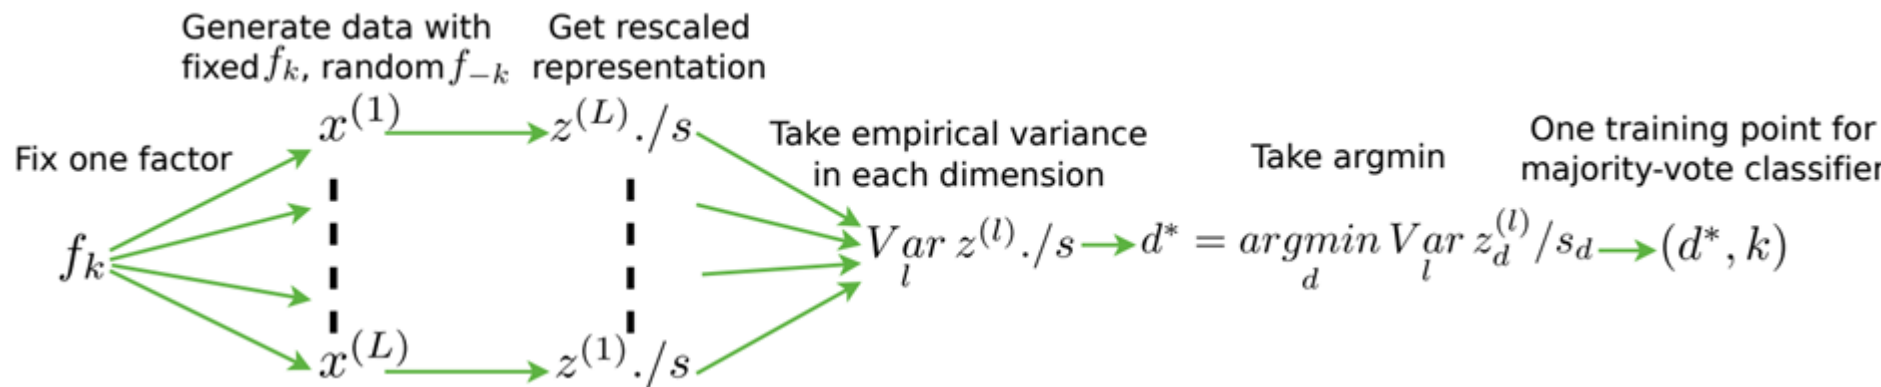 Generate data with
fixed f_k, random f_{-k}
Get rescaled
representation
Fix one factor
f_k
x^{(1)}
x^{(L)}
z^{(L)}./s
z^{(1)}./s
Take empirical variance
in each dimension
Var_l z^{(l)}./s
Take argmin
d^* = argmin_d Var_l z_d^{(l)}/s_d
One training point for
majority-vote classifier
(d^*, k)